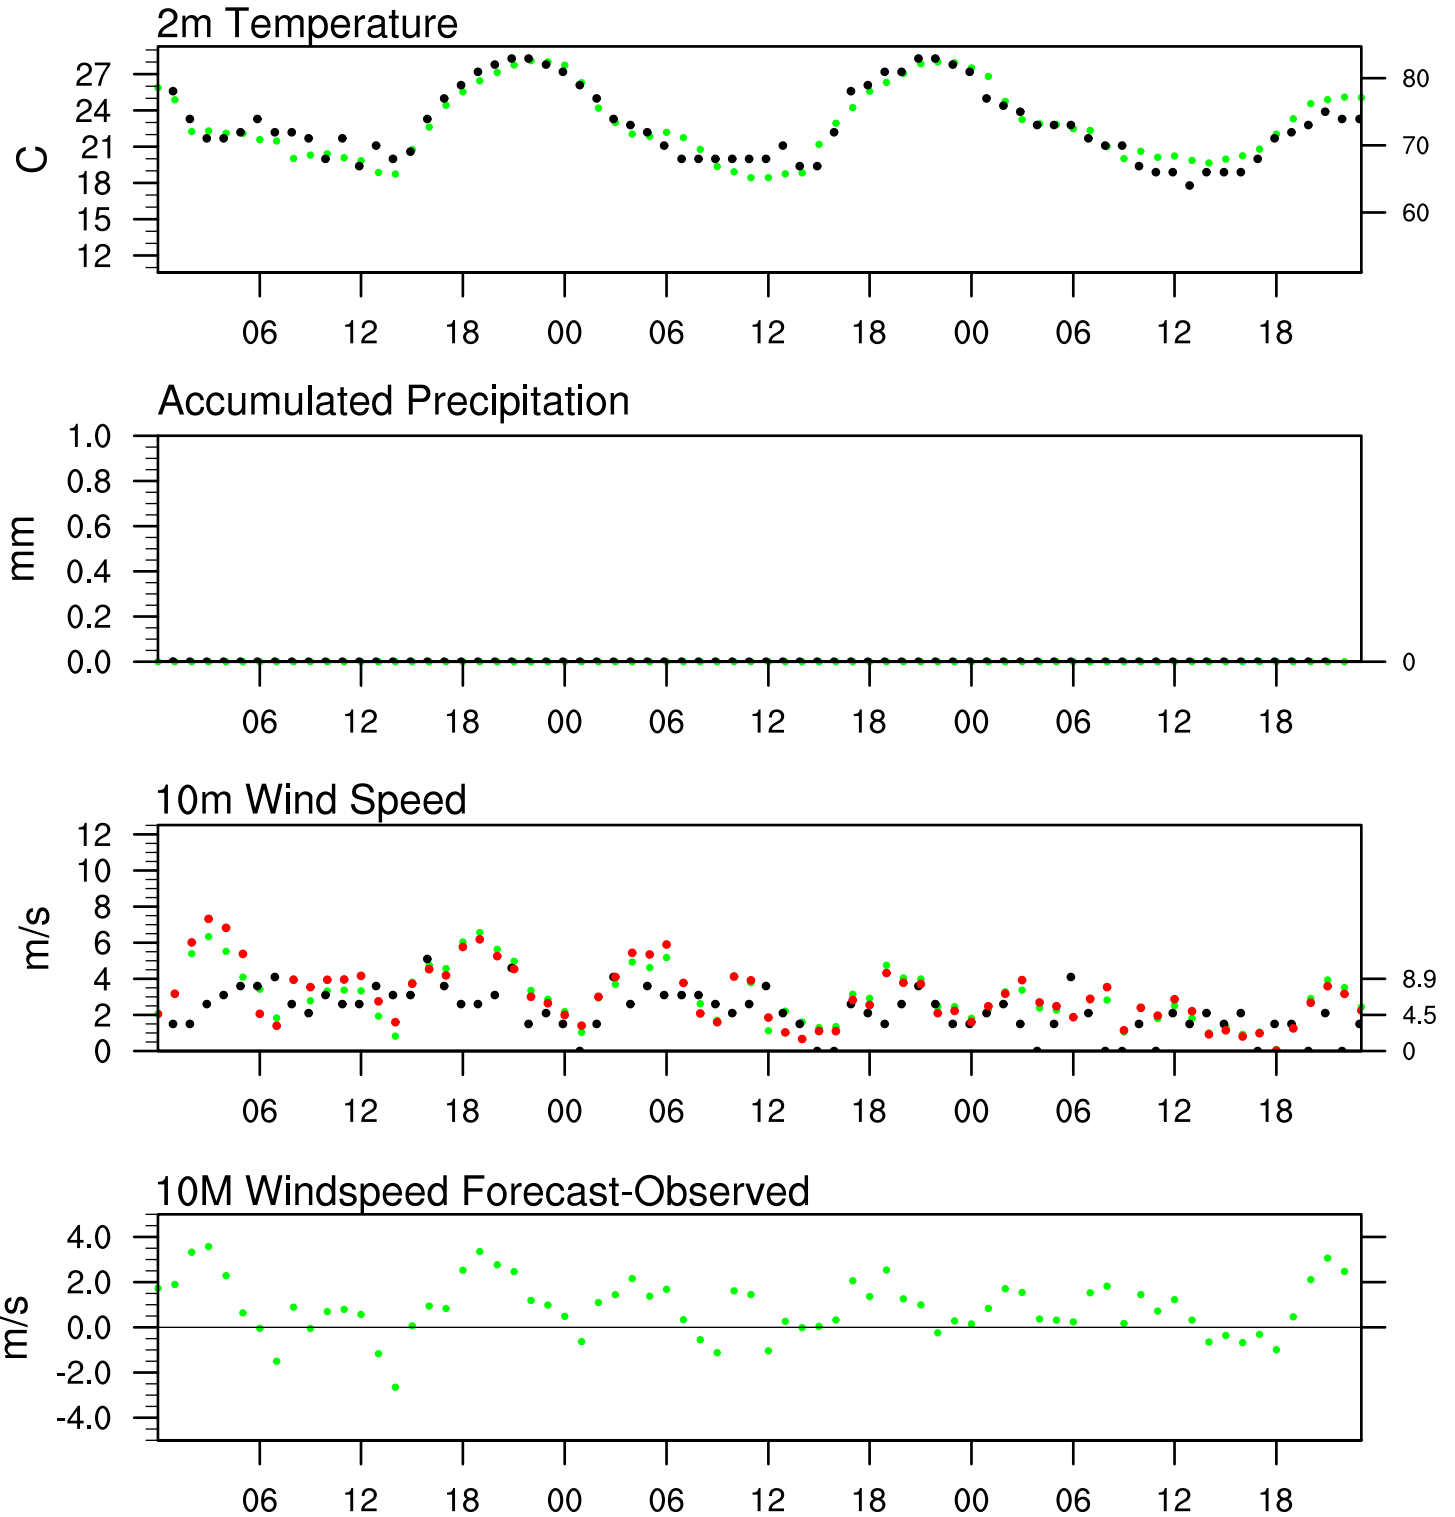 2m Temperature
27
24
21
18
15
12
C
80
70
60
06 12 18 00 06 12 18 00 06 12 18
Accumulated Precipitation
1.0
0.8
0.6
0.4
0.2
0.0
mm
0
06 12 18 00 06 12 18 00 06 12 18
10m Wind Speed
12
10
8
6
4
2
0
m/s
8.9
4.5
0
06 12 18 00 06 12 18 00 06 12 18
10M Windspeed Forecast-Observed
4.0
2.0
0.0
-2.0
-4.0
m/s
06 12 18 00 06 12 18 00 06 12 18